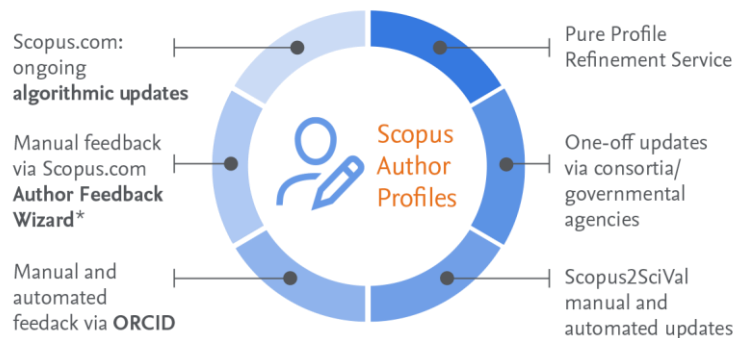 Scopus.com:
ongoing
algorithmic updates
Manual feedback
via Scopus.com
Author Feedback
Wizard*
Manual and
automated
feedack via ORCID
Scopus
Author
Profiles
Pure Profile
Refinement Service
One-off updates
via consortia/
governmental
agencies
Scopus2SciVal
manual and
automated updates